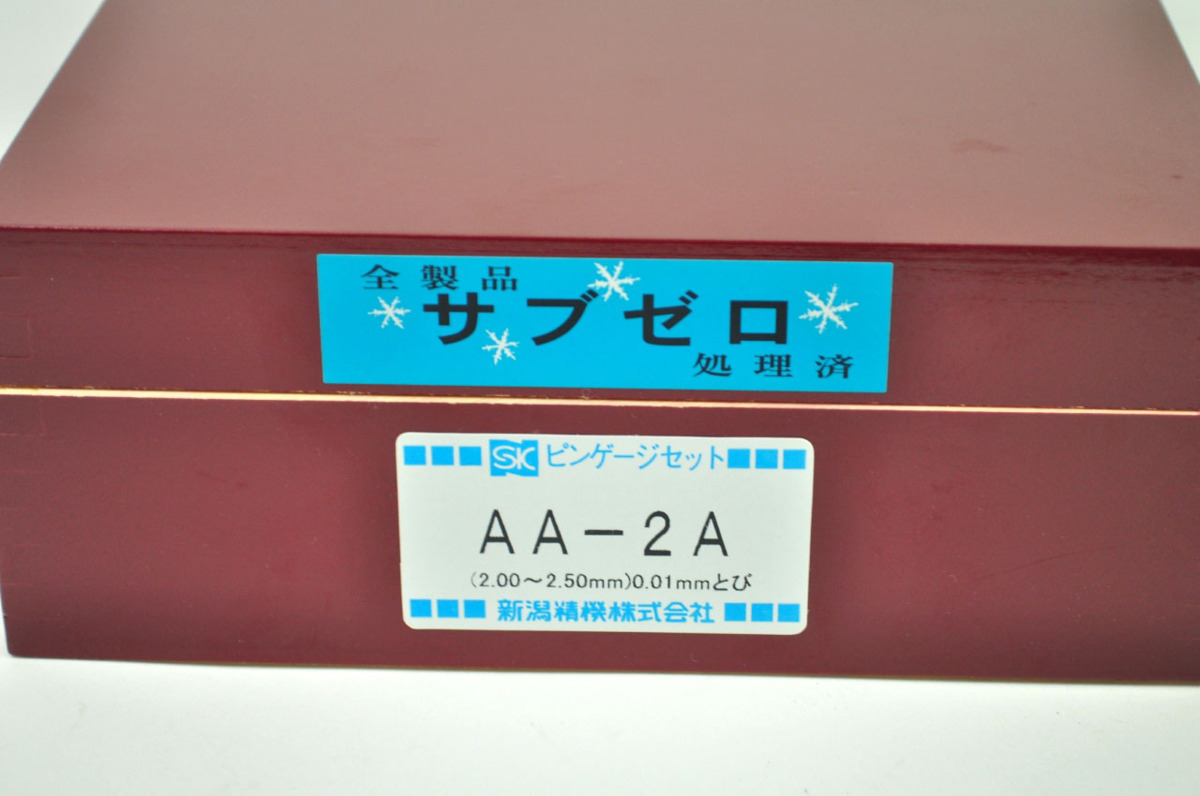 全製品
サブゼロ
処理済
SK ピンゲージセット
AA-2A
(2.00～2.50mm)0.01mmとび
新潟精機株式会社